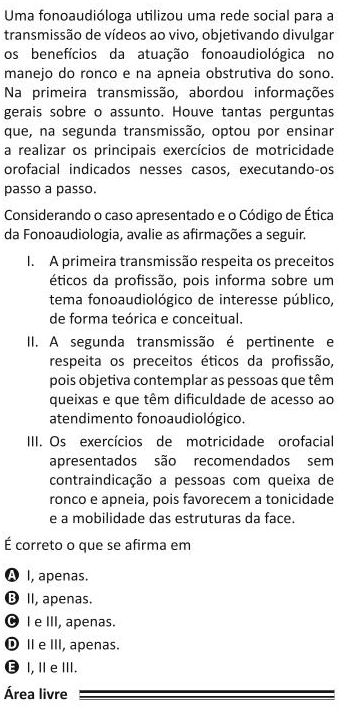 Uma fonoaudióloga utilizou uma rede social para a
transmissão de vídeos ao vivo, objetivando divulgar
os benefícios da atuação fonoaudiológica no
manejo do ronco e na apneia obstrutiva do sono.
Na primeira transmissão, abordou informações
gerais sobre o assunto. Houve tantas perguntas
que, na segunda transmissão, optou por ensinar
a realizar os principais exercícios de motricidade
orofacial indicados nesses casos, executando-os
passo a passo.
Considerando o caso apresentado e o Código de Ética
da Fonoaudiologia, avalie as afirmações a seguir.
I. A primeira transmissão respeita os preceitos
éticos da profissão, pois informa sobre um
tema fonoaudiológico de interesse público,
de forma teórica e conceitual.
II. A segunda transmissão é pertinente e
respeita os preceitos éticos da profissão,
pois objetiva contemplar as pessoas que têm
queixas e que têm dificuldade de acesso ao
atendimento fonoaudiológico.
III. Os exercícios de motricidade orofacial
apresentados são recomendados sem
contraindicação a pessoas com queixa de
ronco e apneia, pois favorecem a tonicidade
e a mobilidade das estruturas da face.
É correto o que se afirma em
A I, apenas.
B II, apenas.
C I e III, apenas.
D II e III, apenas.
E I, II e III.
Área livre